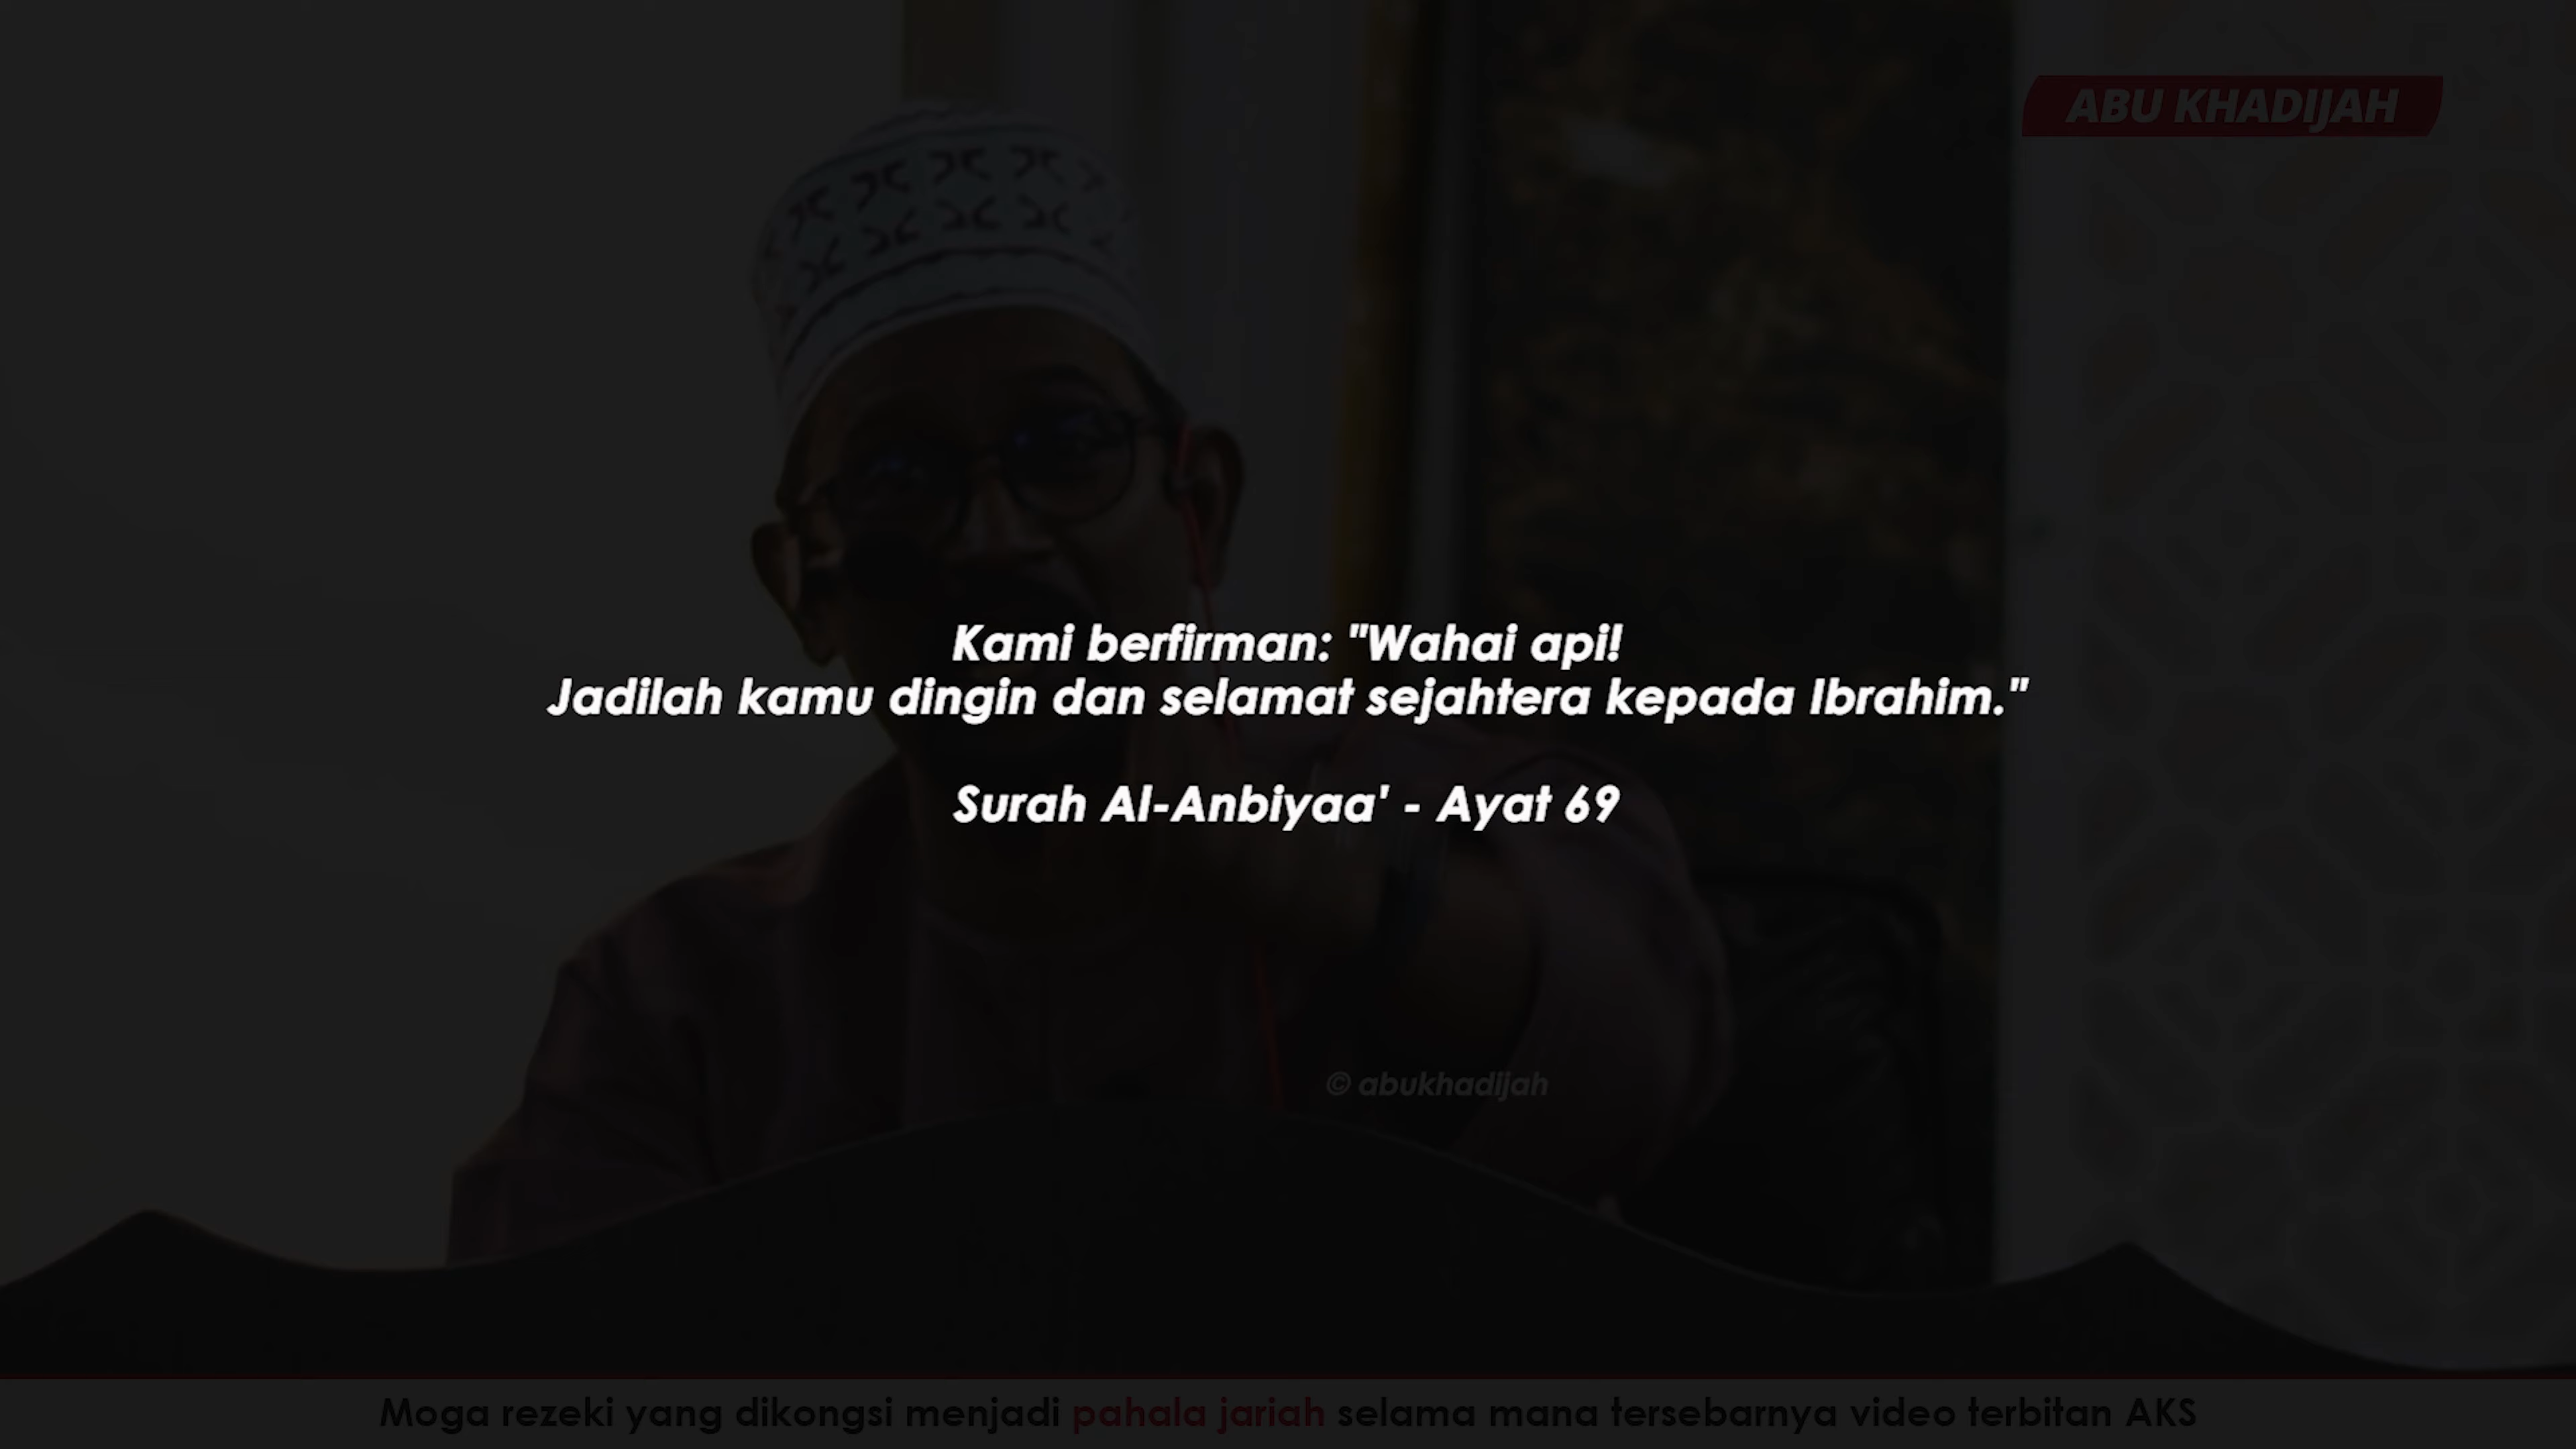 ABU KHADIJAH
Kami berfirman: "Wahai api!
Jadilah kamu dingin dan selamat sejahtera kepada Ibrahim."
Surah Al-Anbiyaa' - Ayat 69
© abukhadijah
Moga rezeki yang dikongsi menjadi pahala jariah selama mana tersebarnya video terbitan AKS